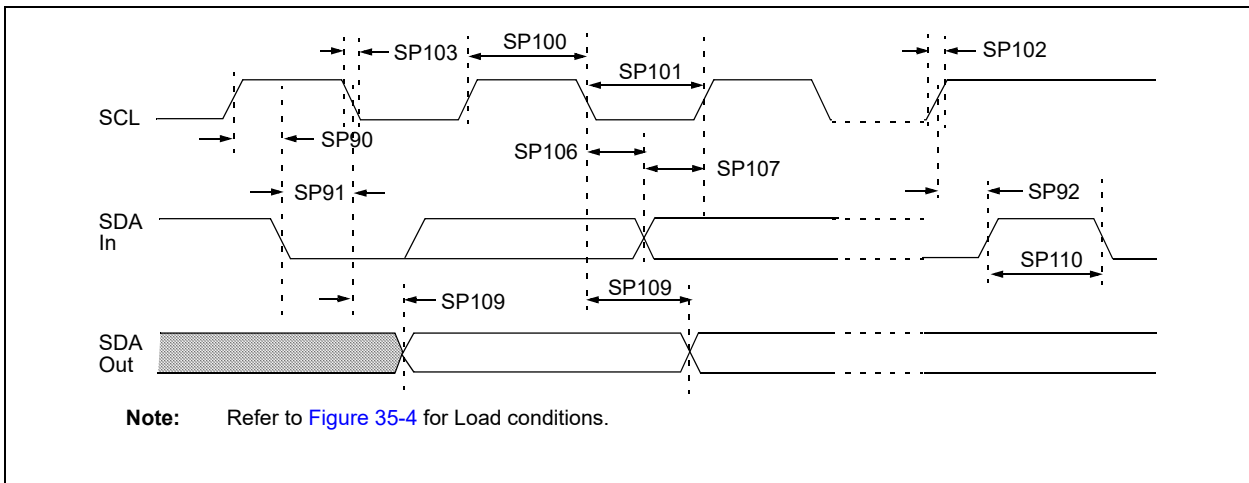 SP103
SP100
SP101
SP102
SCL
SP90
SP106
SP107
SP91
SP92
SDA
In
SP110
SP109
SP109
SDA
Out
Note: Refer to Figure 35-4 for Load conditions.